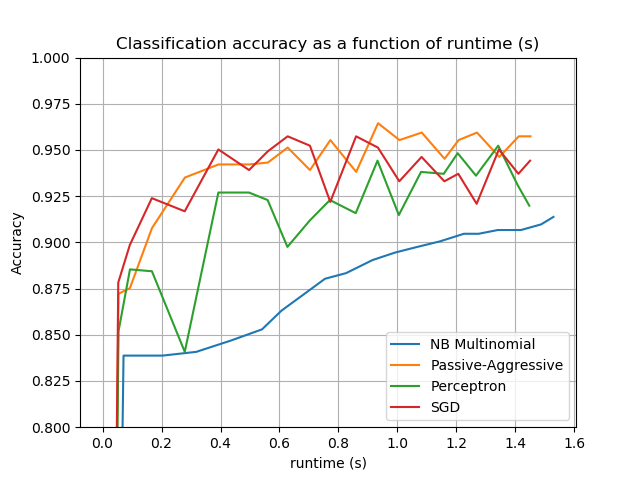 Classification accuracy as a function of runtime (s)
1.000
0.975
0.950
0.925
0.900
0.875
0.850
0.825
0.800
Accuracy
NB Multinomial
Passive-Aggressive
Perceptron
SGD
0.0 0.2 0.4 0.6 0.8 1.0 1.2 1.4 1.6
runtime (s)